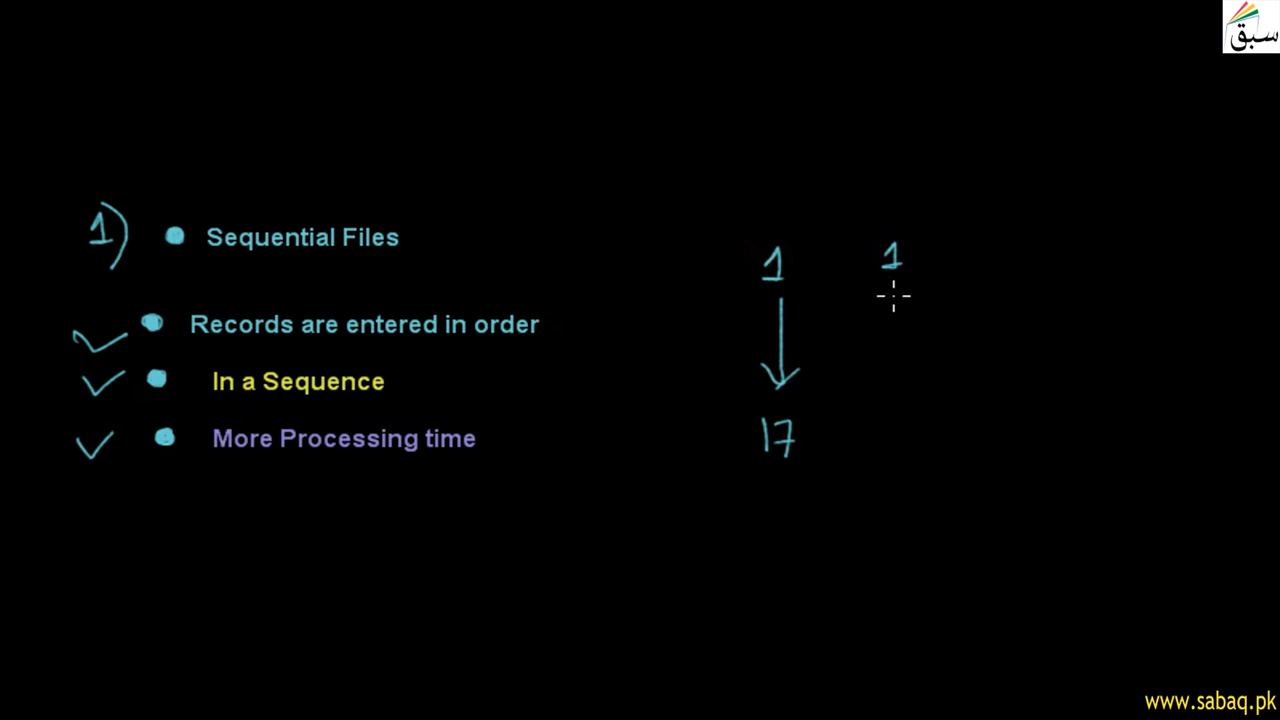 سبق
1) • Sequential Files
1 1
• Records are entered in order
• In a Sequence
• More Processing time
17
www.sabaq.pk